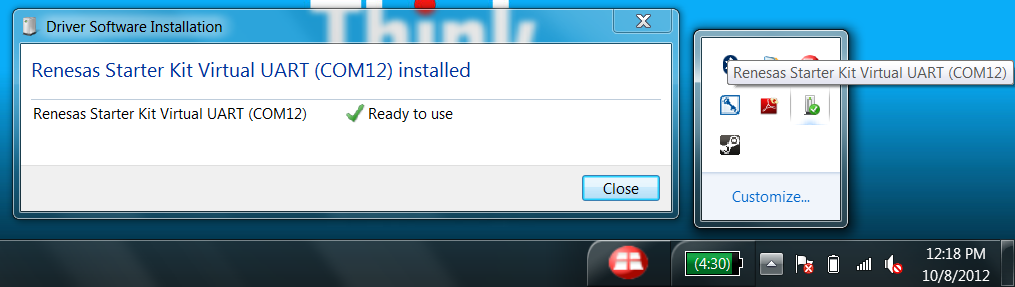 Driver Software Installation
Think
Renesas Starter Kit Virtual UART (COM12) installed
Renesas Starter Kit Virtual UART (COM12) Ready to use
Close
Renesas Starter Kit Virtual UART (COM12)
Customize...
(4:30)
12:18 PM
10/8/2012